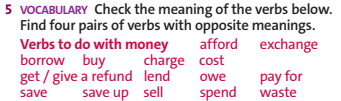 5 VOCABULARY Check the meaning of the verbs below.
Find four pairs of verbs with opposite meanings.
Verbs to do with money afford exchange
borrow buy charge cost
get / give a refund lend owe pay for
save save up sell spend waste